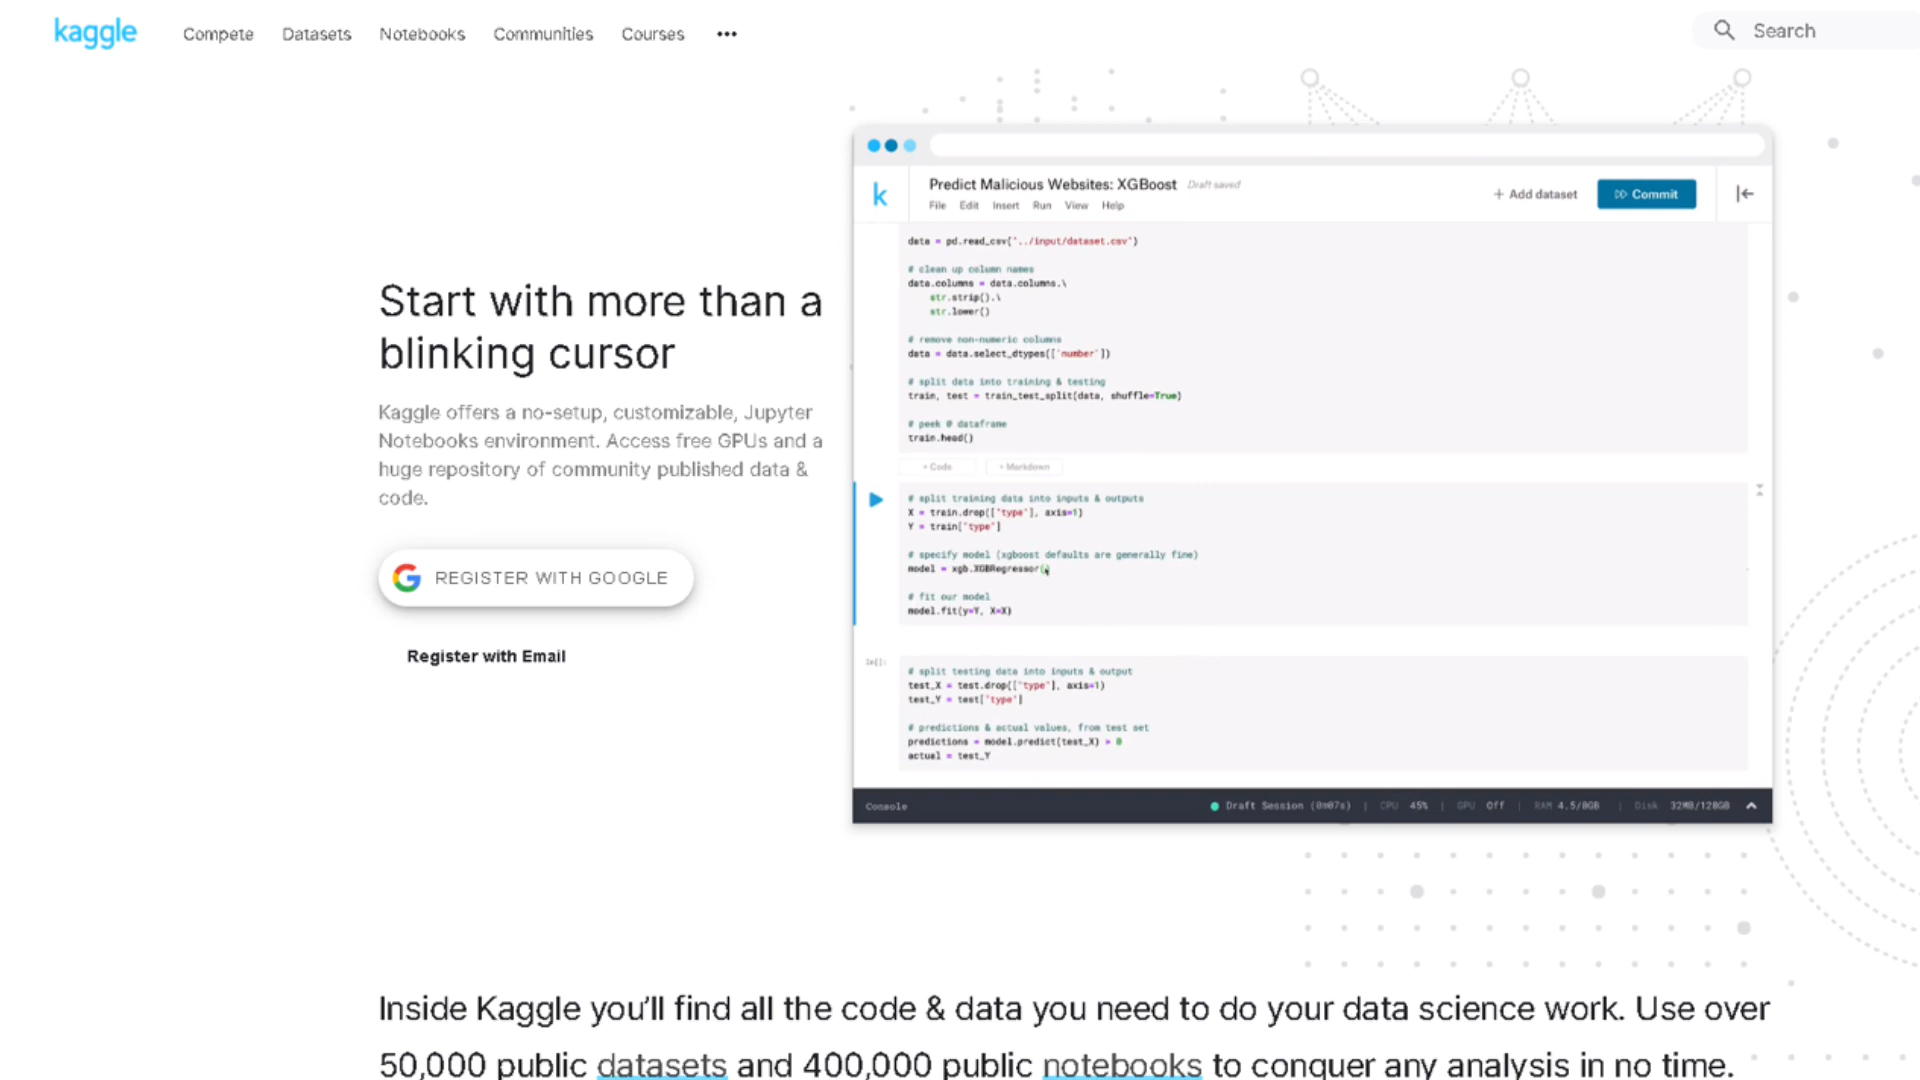 kaggle
Compete
Datasets
Notebooks
Communities
Courses
•••
Search
Start with more than a
blinking cursor
Kaggle offers a no-setup, customizable, Jupyter
Notebooks environment. Access free GPUs and a
huge repository of community published data &
code.
REGISTER WITH GOOGLE
Register with Email
k
Predict Malicious Websites: XGBoost Draft saved
File Edit Insert Run View Help
+ Add dataset
Commit
data = pd.read_csv('../input/dataset.csv')
# clean up column names
data.columns = data.columns.\
str.strip().\
str.lower()
# remove non-numeric columns
data = data.select_dtypes(['number'])
# split data into training & testing
train, test = train_test_split(data, shuffle=True)
# peek @ dataframe
train.head()
+ Code
+ Markdown
# split training data into inputs & outputs
X = train.drop(['type'], axis=1)
Y = train['type']
# specify model (xgboost defaults are generally fine)
model = xgb.XGBRegressor()
# fit our model
model.fit(y=Y, X=X)
In[]:
# split testing data into inputs & output
test_X = test.drop(['type'], axis=1)
test_Y = test['type']
# predictions & actual values, from test set
predictions = model.predict(test_X) > 0
actual = test_Y
Console
Draft Session (0m07s) | CPU 45% | GPU Off | RAM 4.5/8GB | Disk 32MB/128GB
Inside Kaggle you'll find all the code & data you need to do your data science work. Use over
50,000 public datasets and 400,000 public notebooks to conquer any analysis in no time.